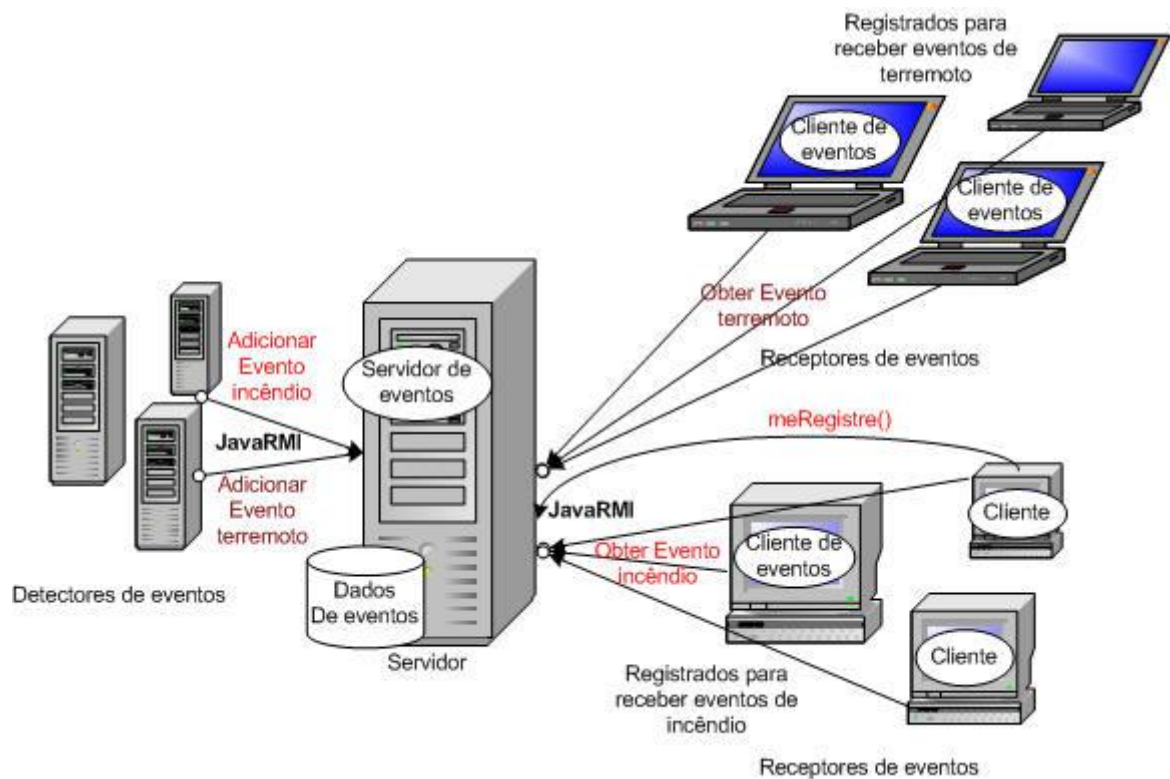 Registrados para
receber eventos de
terremoto
Cliente de
eventos
Cliente de
eventos
Obter Evento
terremoto
Receptores de eventos
Adicionar
Evento
incêndio
JavaRMI
Adicionar
Evento
terremoto
Detectores de eventos
Servidor de
eventos
Dados
De eventos
Servidor
meRegistre()
JavaRMI
Cliente
Obter Evento
incêndio
Cliente de
eventos
Cliente
Registrados para
receber eventos de
incêndio
Receptores de eventos